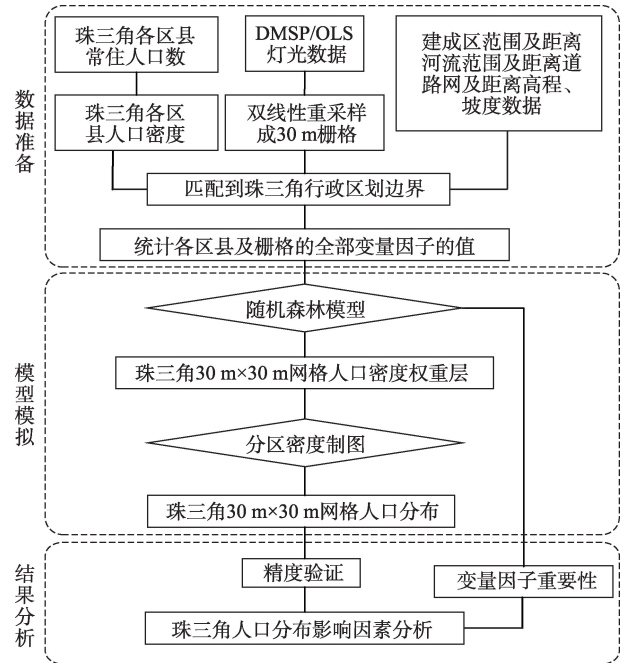 数据准备
珠三角各区县
常住人口数
DMSP/OLS
灯光数据
建成区范围及距离
河流范围及距离道
路网及距离高程、
坡度数据
珠三角各区
县人口密度
双线性重采样
成30 m栅格
匹配到珠三角行政区划边界
统计各区县及栅格的全部变量因子的值
模型模拟
随机森林模型
珠三角30 m×30 m网格人口密度权重层
分区密度制图
珠三角30 m×30 m网格人口分布
结果分析
精度验证
变量因子重要性
珠三角人口分布影响因素分析